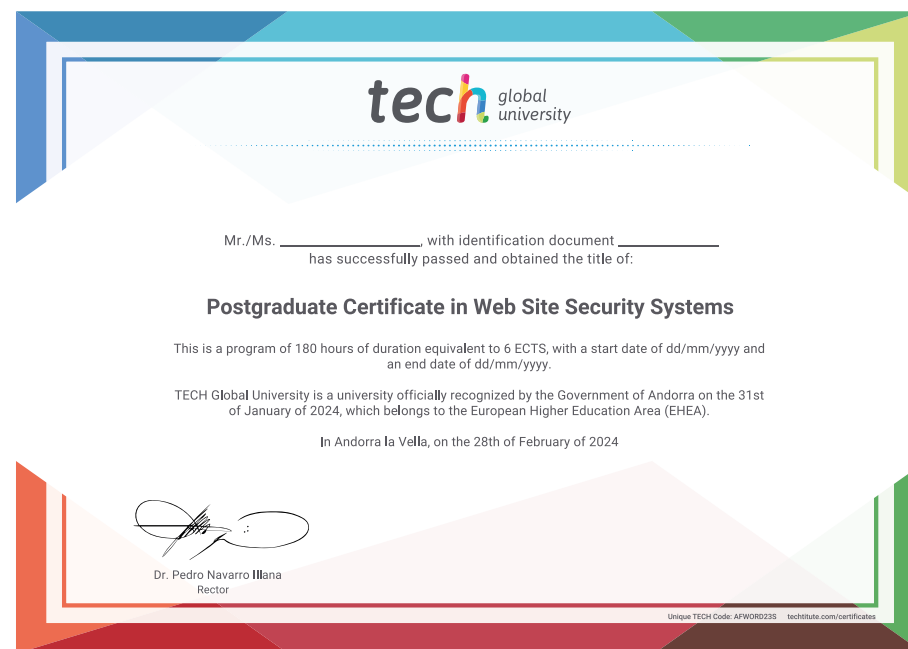 tech global university
Mr./Ms. ____________________, with identification document ______________
has successfully passed and obtained the title of:
Postgraduate Certificate in Web Site Security Systems
This is a program of 180 hours of duration equivalent to 6 ECTS, with a start date of dd/mm/yyyy and
an end date of dd/mm/yyyy.
TECH Global University is a university officially recognized by the Government of Andorra on the 31st
of January of 2024, which belongs to the European Higher Education Area (EHEA).
In Andorra la Vella, on the 28th of February of 2024
Dr. Pedro Navarro Illana
Rector
Unique TECH Code: AFWORD23S techtitute.com/certificates